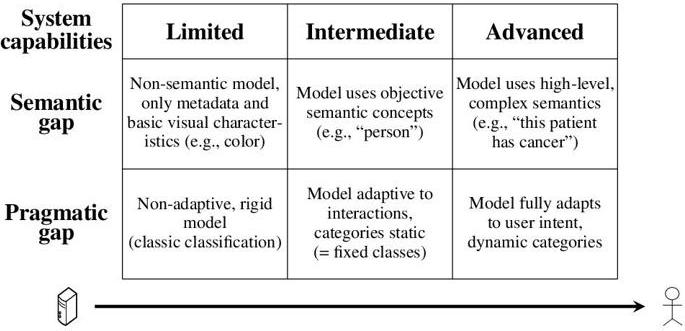 System
capabilities
Limited
Intermediate
Advanced
Semantic
gap
Non-semantic model,
only metadata and
basic visual character-
istics (e.g., color)
Model uses objective
semantic concepts
(e.g., “person”)
Model uses high-level,
complex semantics
(e.g., “this patient
has cancer”)
Pragmatic
gap
Non-adaptive, rigid
model
(classic classification)
Model adaptive to
interactions,
categories static
(= fixed classes)
Model fully adapts
to user intent,
dynamic categories